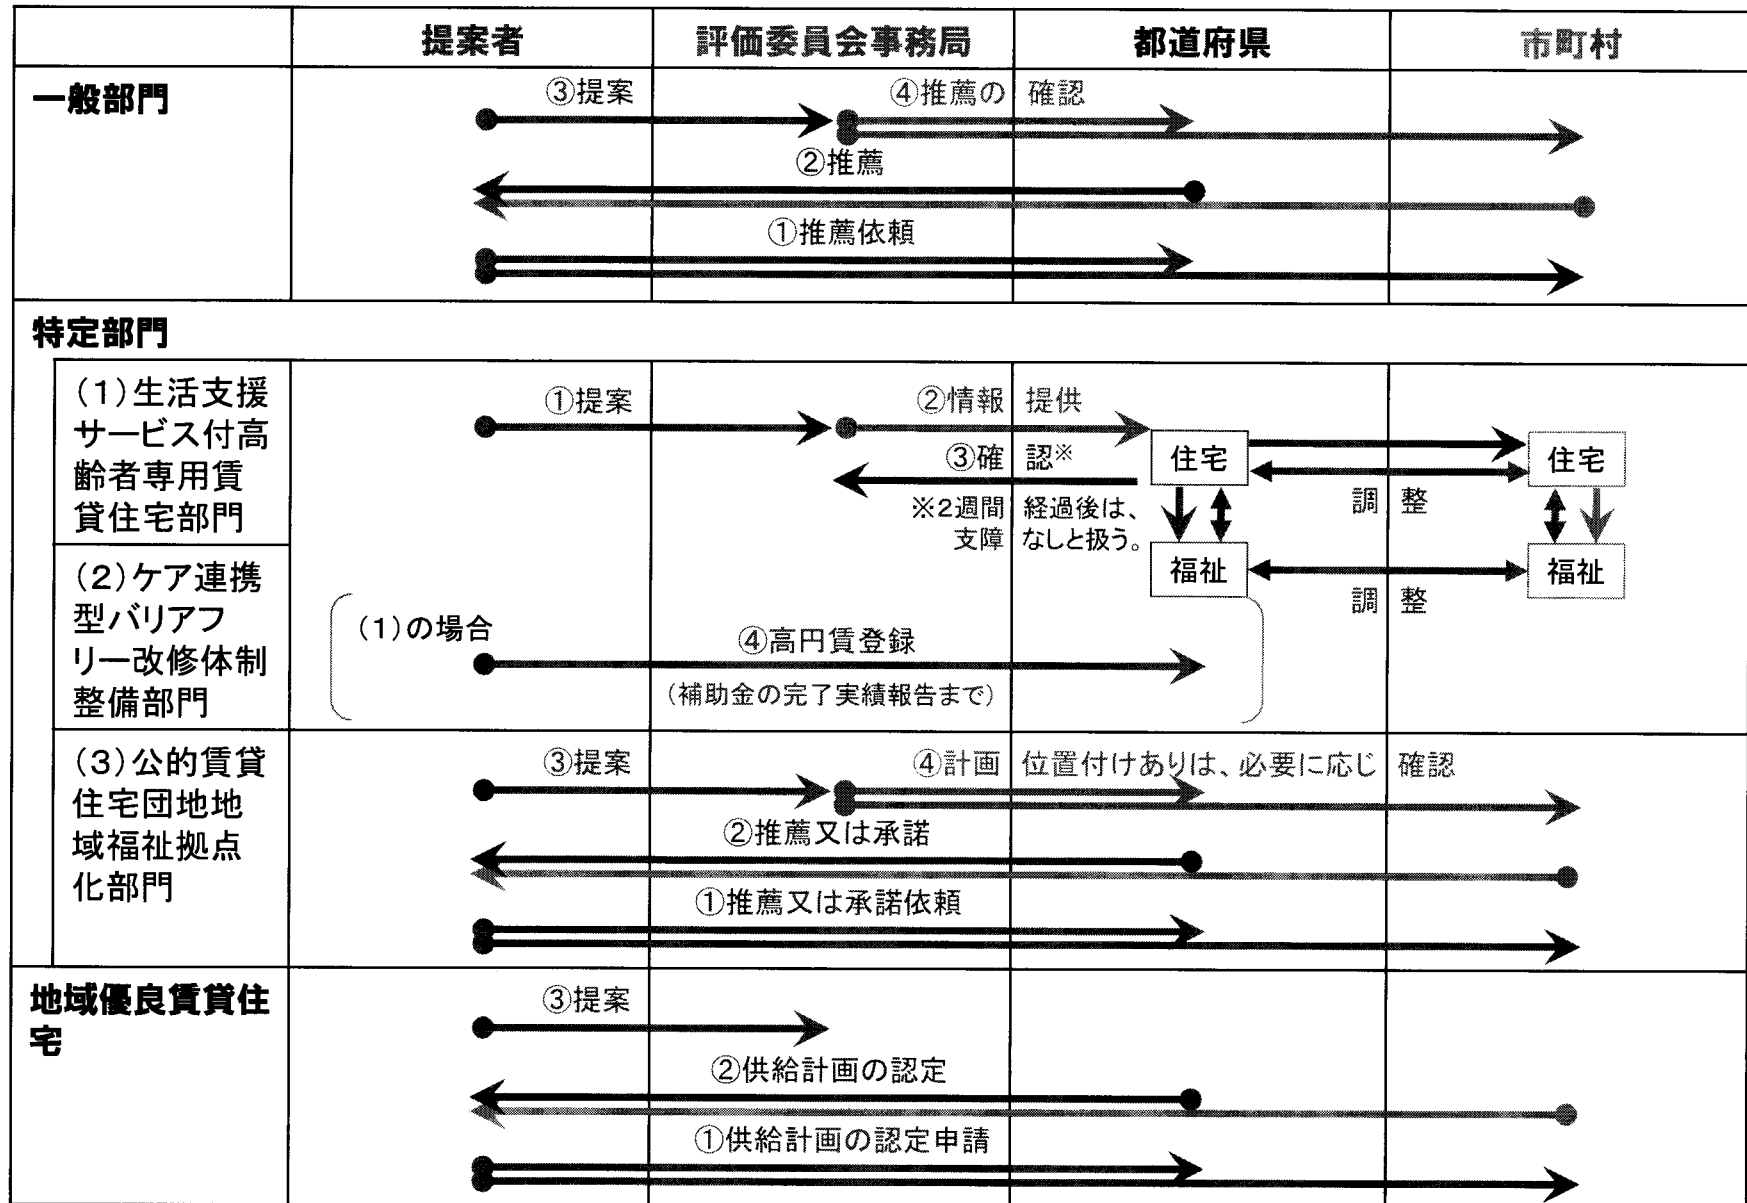 提案者 評価委員会事務局 都道府県 市町村
一般部門
③提案 ④推薦の 確認
②推薦
①推薦依頼
特定部門
(1)生活支援
サービス付高
齢者専用賃
貸住宅部門
①提案 ②情報 提供
③確 認※
※2週間 経過後は、
支障 なしと扱う。
住宅 住宅
調 整
福祉 福祉
調 整
(2)ケア連携
型バリアフ
リー改修体制
整備部門
(1)の場合
④高円賃登録
(補助金の完了実績報告まで)
(3)公的賃貸
住宅団地地
域福祉拠点
化部門
③提案 ④計画 位置付けありは、必要に応じ 確認
②推薦又は承諾
①推薦又は承諾依頼
地域優良賃貸住
宅
③提案
②供給計画の認定
①供給計画の認定申請